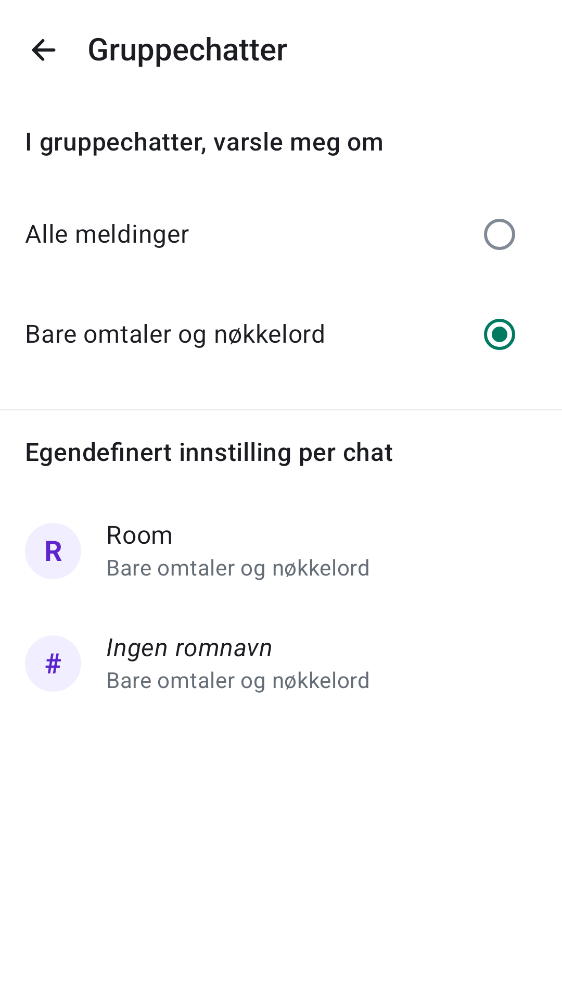 Gruppechatter
I gruppechatter, varsle meg om
Alle meldinger
Bare omtaler og nøkkelord
Egendefinert innstilling per chat
R
Room
Bare omtaler og nøkkelord
#
Ingen romnavn
Bare omtaler og nøkkelord